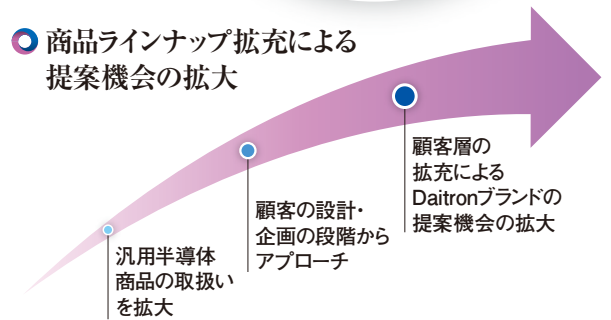 商品ラインナップ拡充による
提案機会の拡大
汎用半導体
商品の取扱い
を拡大
顧客の設計・
企画の段階から
アプローチ
顧客層の
拡充による
Daitronブランドの
提案機会の拡大